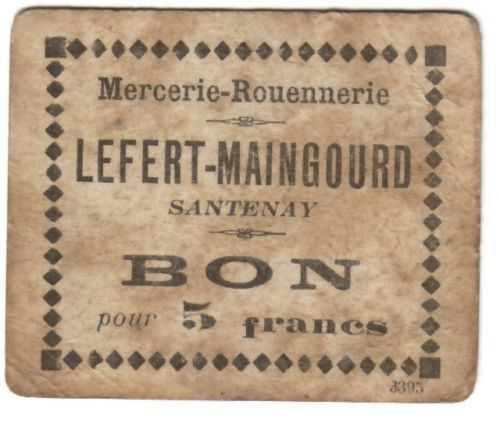 Mercerie-Rouennerie
LEFERT-MAINGOURD
SANTENAY
BON
pour 5 francs
3395